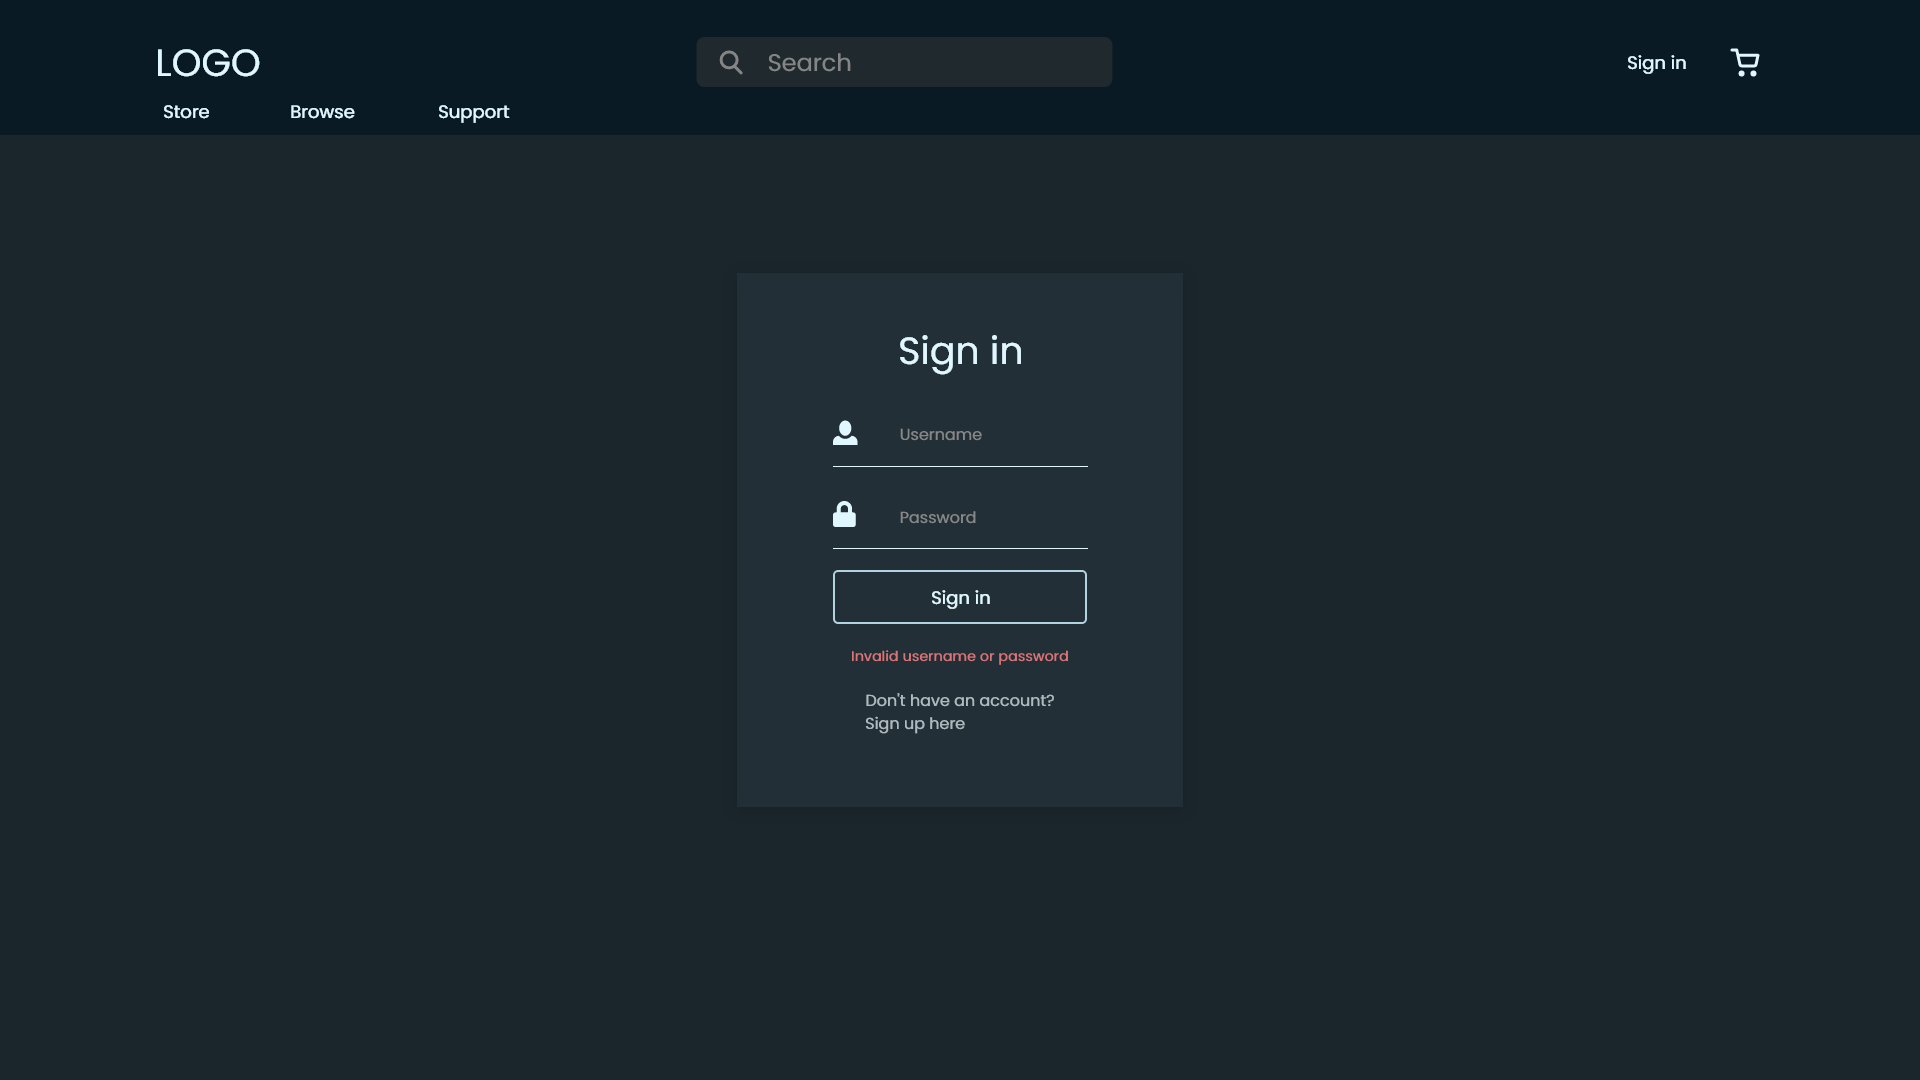 LOGO
Search
Sign in
Store
Browse
Support
Sign in
Username
Password
Sign in
Invalid username or password
Don't have an account?
Sign up here